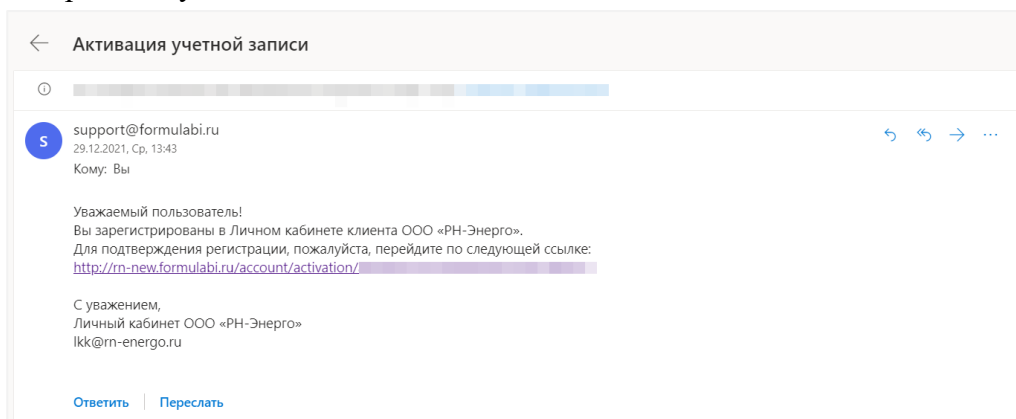 Активация учетной записи
S
support@formulabi.ru
29.12.2021, Ср, 13:43
Кому: Вы
Уважаемый пользователь!
Вы зарегистрированы в Личном кабинете клиента ООО «РН-Энерго».
Для подтверждения регистрации, пожалуйста, перейдите по следующей ссылке:
http://rn-new.formulabi.ru/account/activation/
С уважением,
Личный кабинет ООО «РН-Энерго»
lkk@rn-energo.ru
Ответить | Переслать